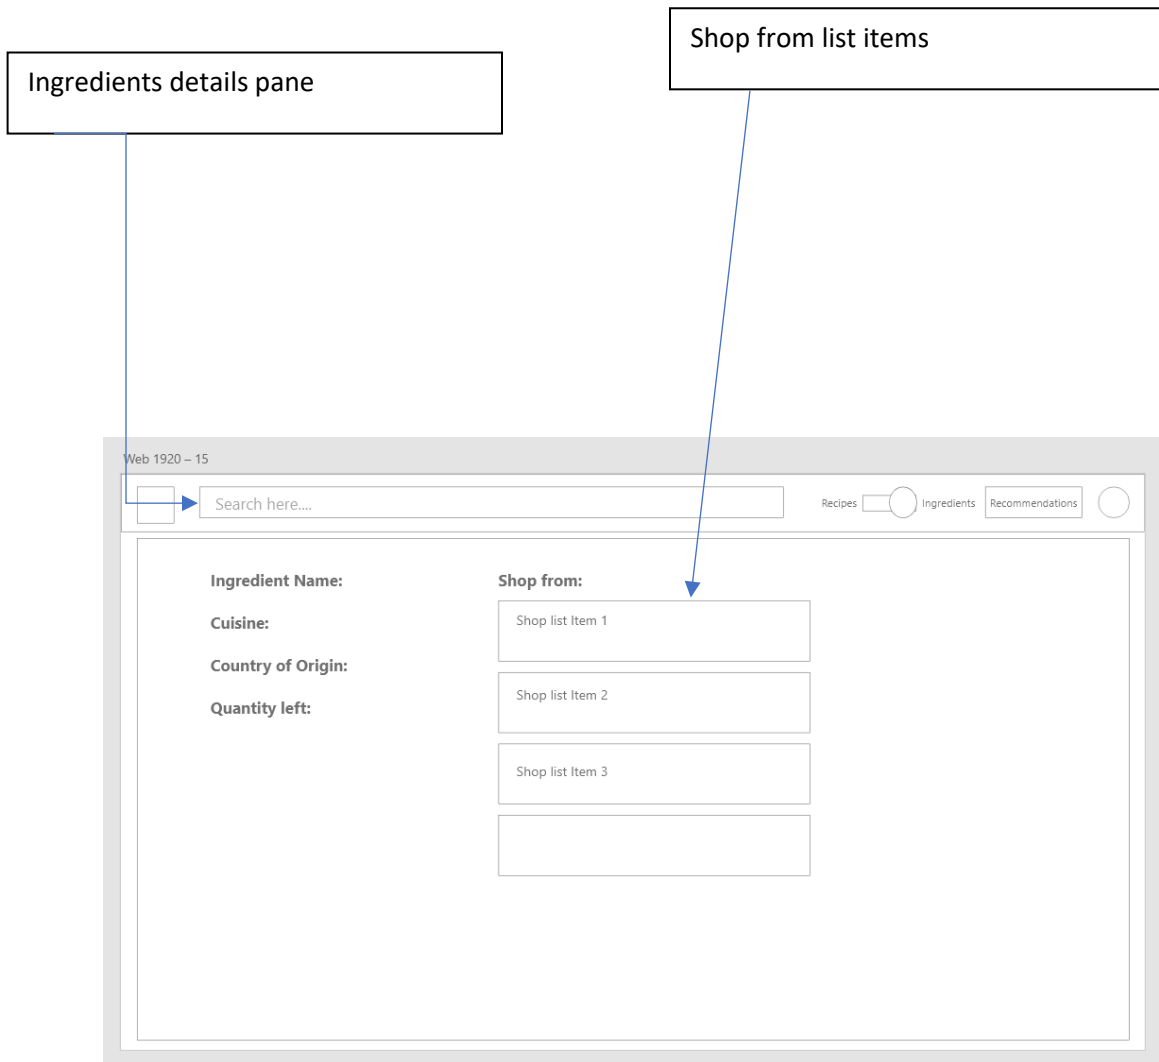 Shop from list items
Ingredients details pane
Web 1920 – 15
Search here....
Recipes
Ingredients
Recommendations
Ingredient Name:
Cuisine:
Country of Origin:
Quantity left:
Shop from:
Shop list Item 1
Shop list Item 2
Shop list Item 3